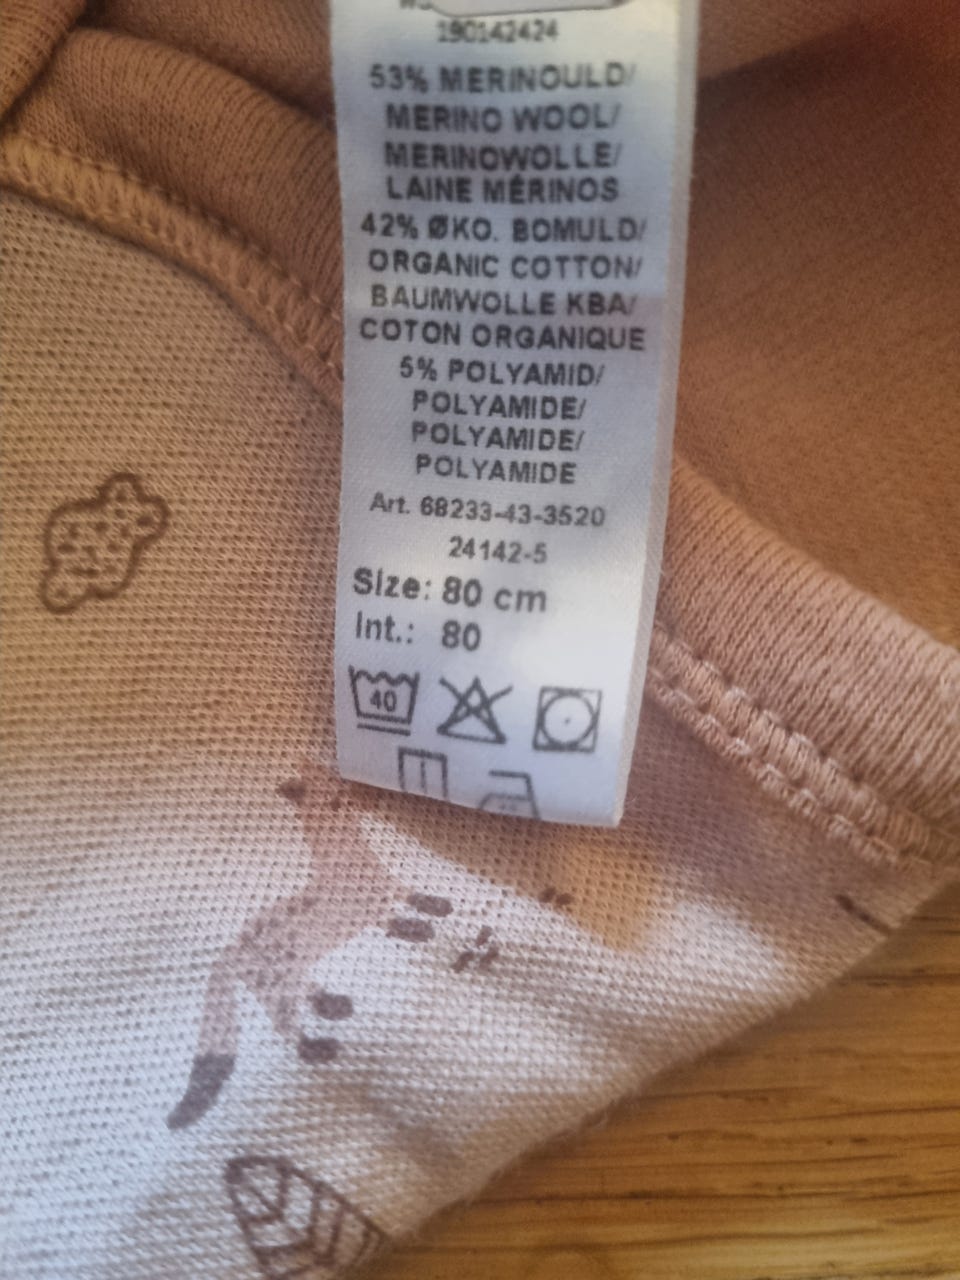 190142424
53% MERINOULD/
MERINO WOOL/
MERINOWOLLE/
LAINE MÉRINOS
42% ØKO. BOMULD/
ORGANIC COTTON/
BAUMWOLLE KBA/
COTON ORGANIQUE
5% POLYAMID/
POLYAMIDE/
POLYAMIDE/
POLYAMIDE
Art. 68233-43-3520
24142-5
Size: 80 cm
Int.: 80
40